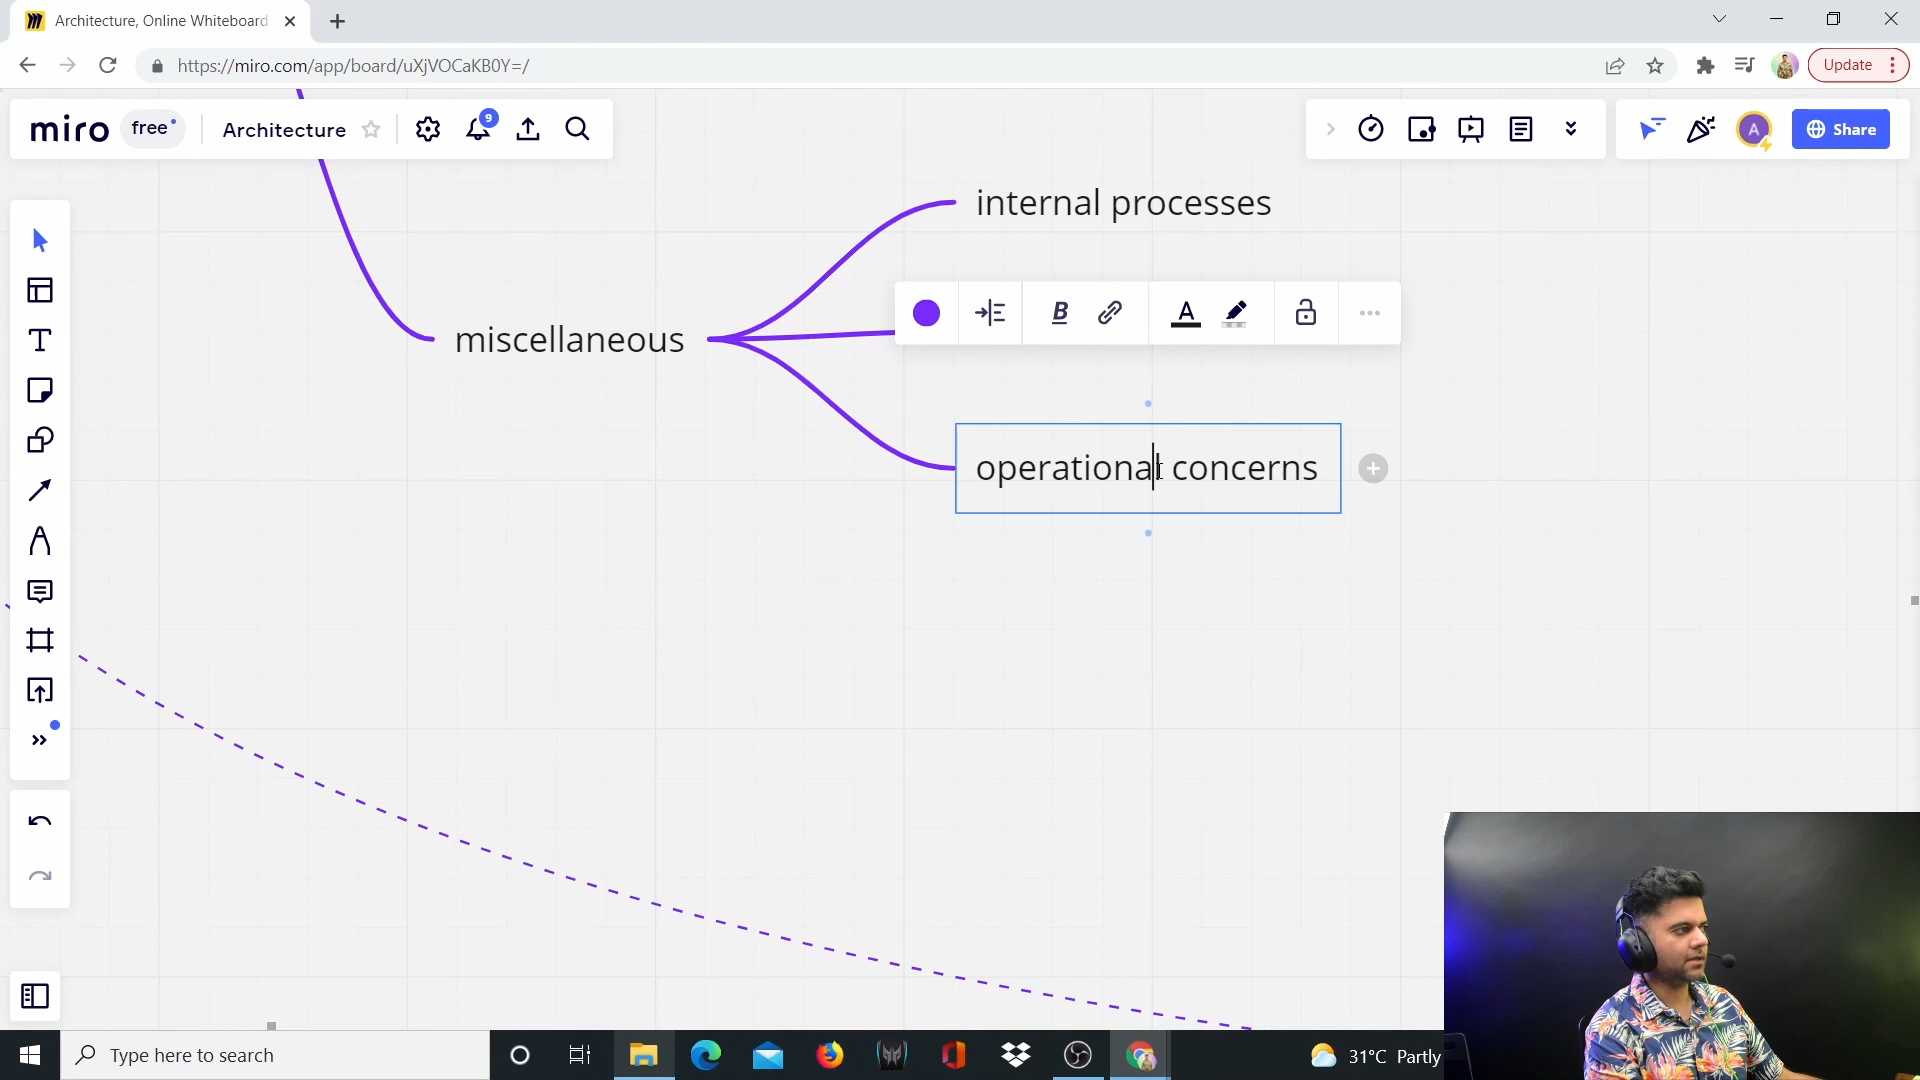 Architecture, Online Whiteboard
https://miro.com/app/board/uXjVOCaKB0Y=/
Update
miro free Architecture 9
A Share
internal processes
B A
miscellaneous
operational concerns
Type here to search
31°C Partly